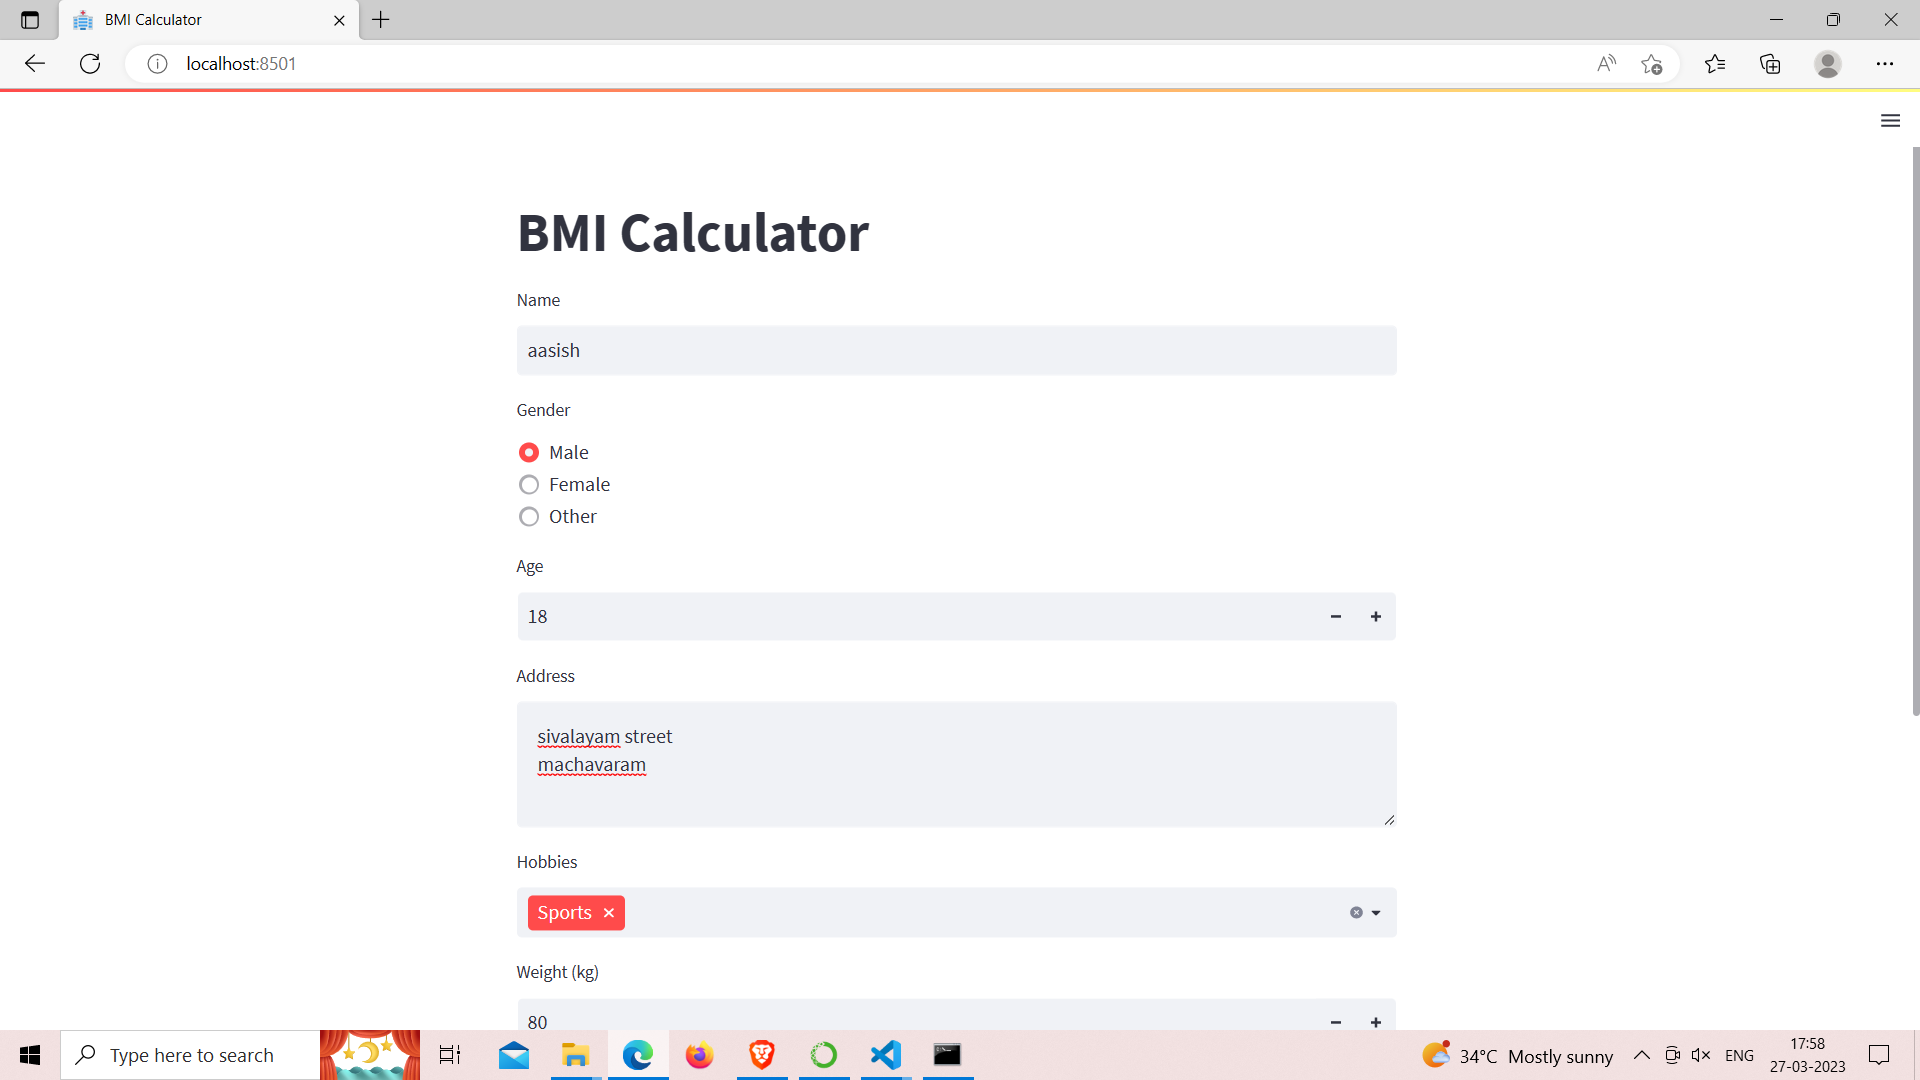 BMI Calculator
localhost:8501
BMI Calculator
Name
aasish
Gender
Male
Female
Other
Age
18
Address
sivalayam street
machavaram
Hobbies
Sports
Weight (kg)
80
Type here to search
34°C Mostly sunny
ENG
17:58
27-03-2023